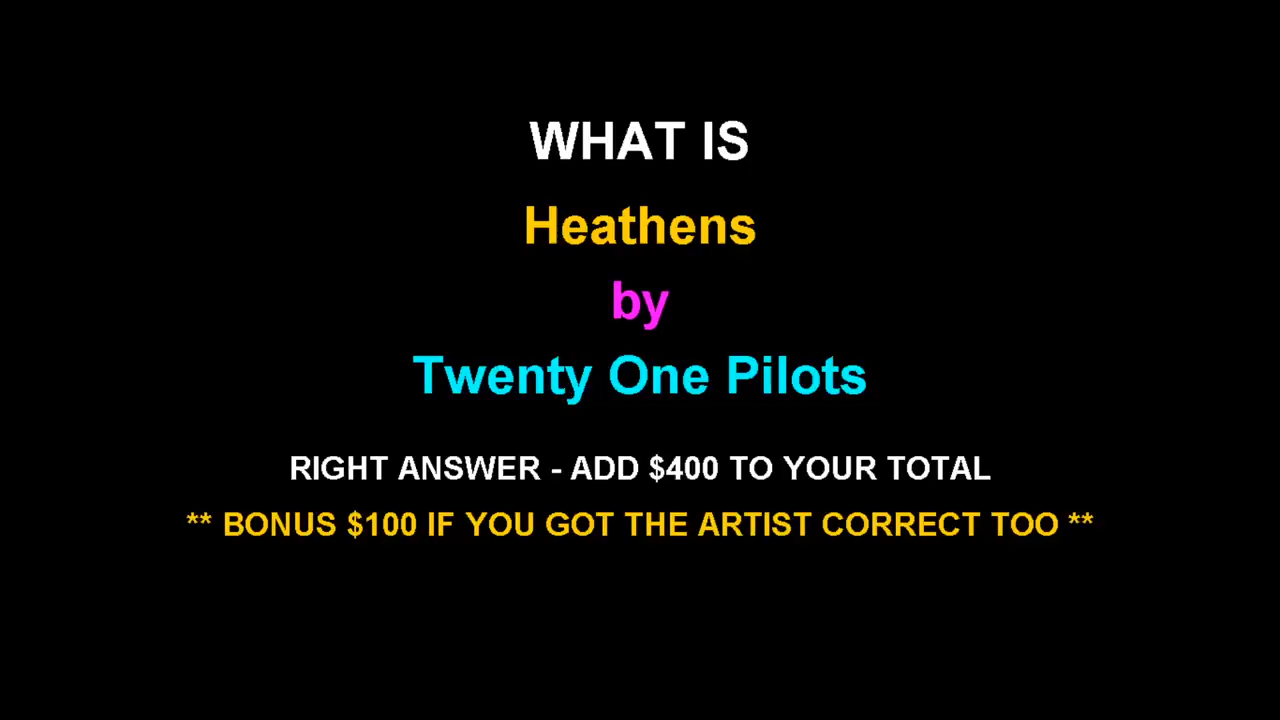 WHAT IS
Heathens
by
Twenty One Pilots
RIGHT ANSWER - ADD $400 TO YOUR TOTAL
** BONUS $100 IF YOU GOT THE ARTIST CORRECT TOO **